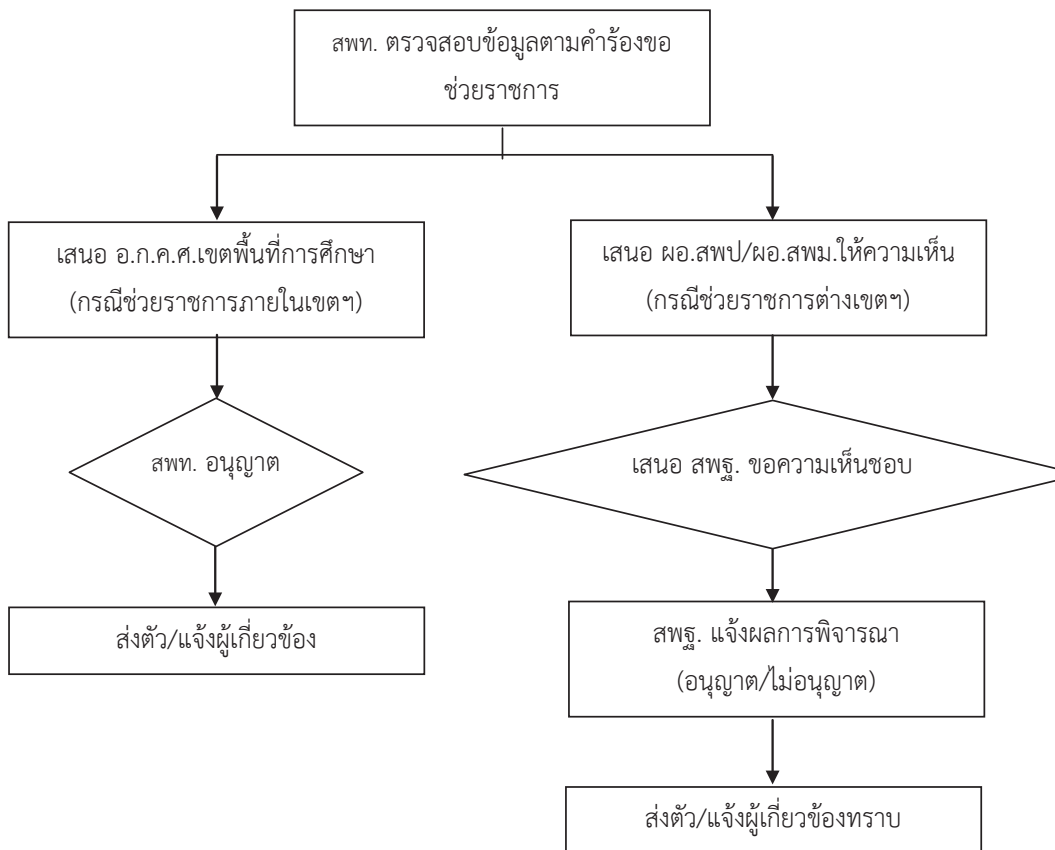 สพท. ตรวจสอบข้อมูลตามคำร้องขอ
ช่วยราชการ
เสนอ อ.ก.ค.ศ.เขตพื้นที่การศึกษา
(กรณีช่วยราชการภายในเขตฯ)
เสนอ ผอ.สพป/ผอ.สพม.ให้ความเห็น
(กรณีช่วยราชการต่างเขตฯ)
สพท. อนุญาต
เสนอ สพฐ. ขอความเห็นชอบ
ส่งตัว/แจ้งผู้เกี่ยวข้อง
สพฐ. แจ้งผลการพิจารณา
(อนุญาต/ไม่อนุญาต)
ส่งตัว/แจ้งผู้เกี่ยวข้องทราบ